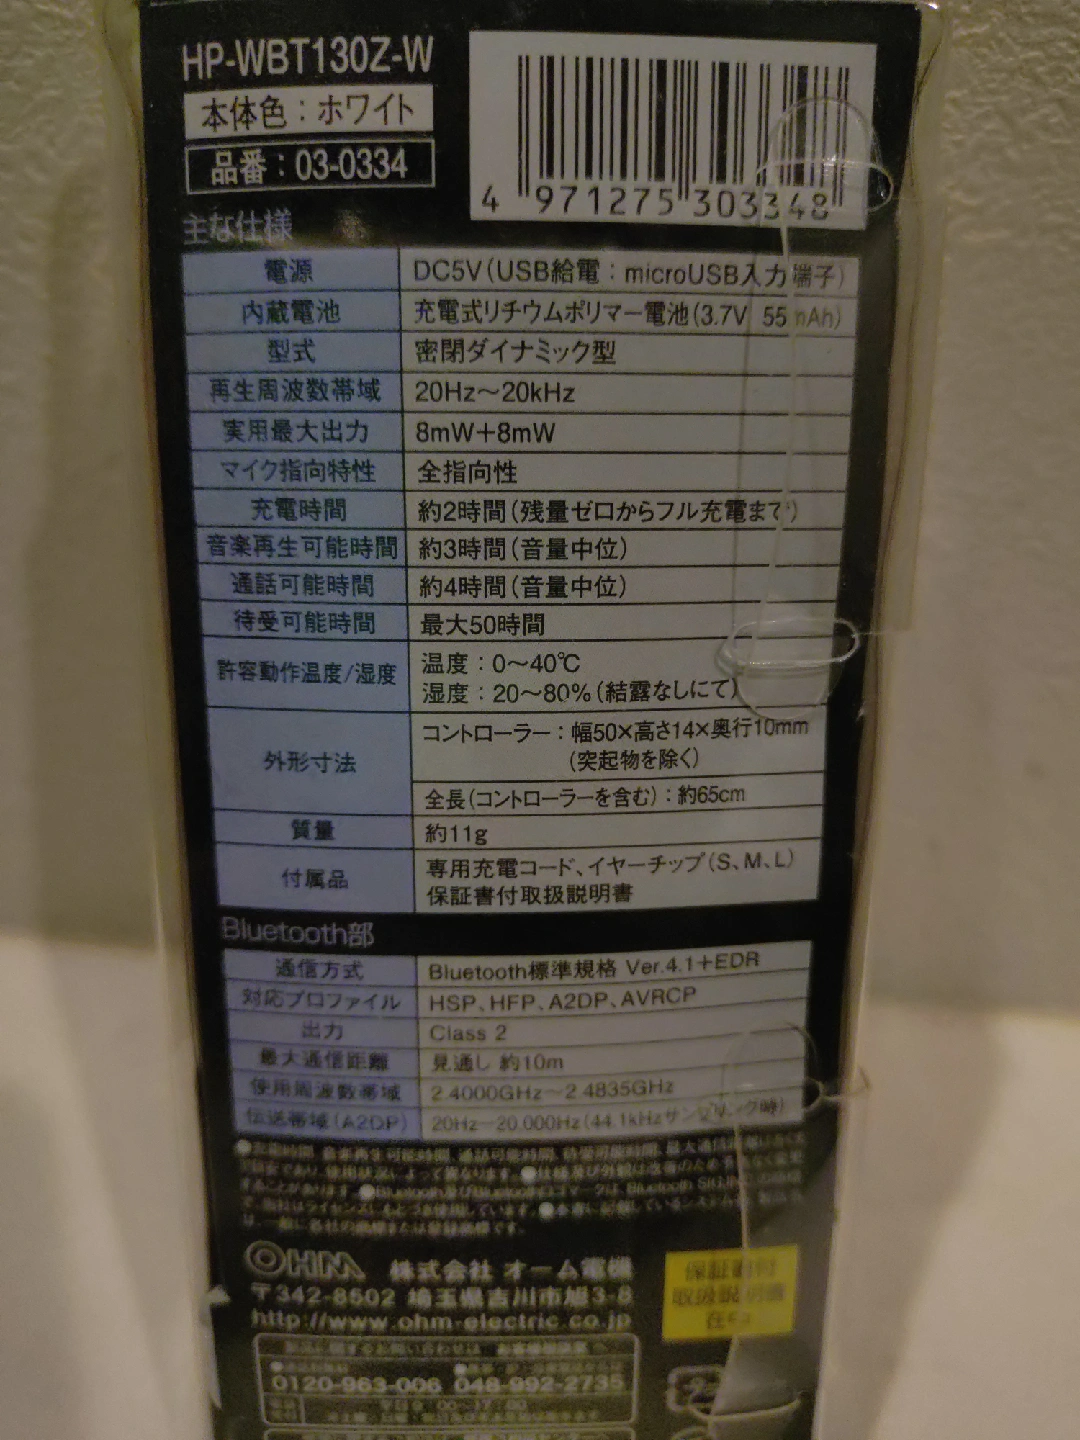 HP-WBT130Z-W
本体色：ホワイト
品番：03-0334
4 971275 303348
主な仕様
電源 DC5V（USB給電：microUSB入力端子）
内蔵電池 充電式リチウムポリマー電池（3.7V 55mAh）
型式 密閉ダイナミック型
再生周波数帯域 20Hz～20kHz
実用最大出力 8mW＋8mW
マイク指向特性 全指向性
充電時間 約2時間（残量ゼロからフル充電まで）
音楽再生可能時間 約3時間（音量中位）
通話可能時間 約4時間（音量中位）
待受可能時間 最大50時間
許容動作温度/湿度 温度：0～40℃
湿度：20～80%（結露なしにて）
外形寸法 コントローラー：幅50×高さ14×奥行10mm
（突起物を除く）
全長（コントローラーを含む）：約65cm
質量 約11g
付属品 専用充電コード、イヤーチップ（S、M、L）
保証書付取扱説明書
Bluetooth部
通信方式 Bluetooth標準規格 Ver.4.1＋EDR
対応プロファイル HSP、HFP、A2DP、AVRCP
出力 Class 2
最大通信距離 見通し 約10m
使用周波数帯域 2.4000GHz～2.4835GHz
伝送帯域（A2DP） 20Hz～20,000Hz（44.1kHzサンプリング時）
OHM 株式会社 オーム電機
〒342-8502 埼玉県吉川市旭3-8
http://www.ohm-electric.co.jp
0120-963-006 048-992-2735